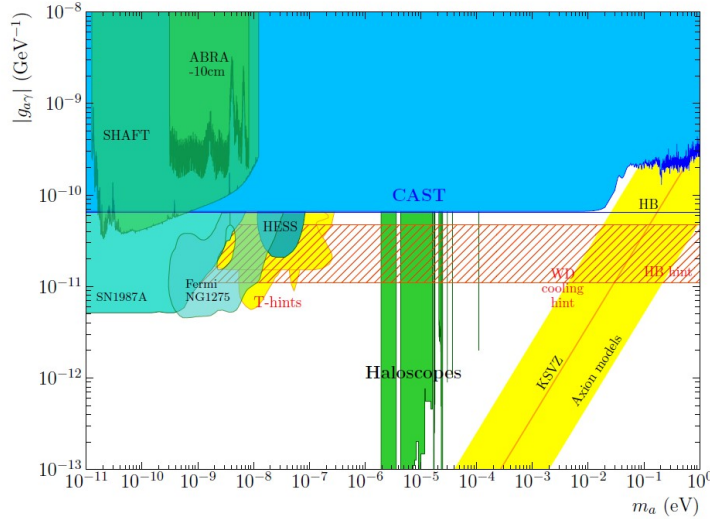 |g_{aγ}| (GeV⁻¹)
10⁻⁸
10⁻⁹
10⁻¹⁰
10⁻¹¹
10⁻¹²
10⁻¹³
ABRA
-10cm
SHAFT
CAST
HB
HESS
SN1987A
Fermi
NG1275
T-hints
WD
cooling
hint
HB hint
Haloscopes
KSVZ
Axion models
10⁻¹¹ 10⁻¹⁰ 10⁻⁹ 10⁻⁸ 10⁻⁷ 10⁻⁶ 10⁻⁵ 10⁻⁴ 10⁻³ 10⁻² 10⁻¹ 10⁰
m_a (eV)